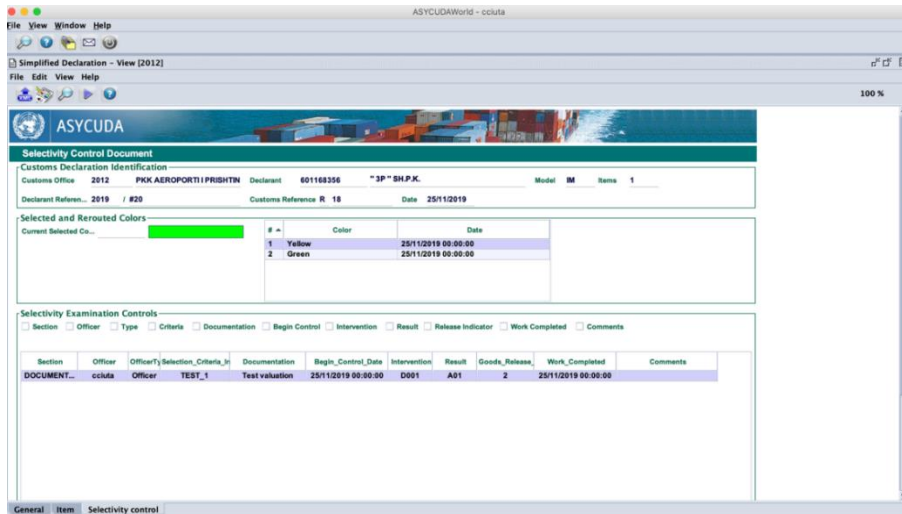 ASYCUDAWorld - cciuta
File View Window Help
Simplified Declaration - View [2012]
File Edit View Help
100 %
ASYCUDA
Selectivity Control Document
Customs Declaration Identification
Customs Office 2012 PKK AEROPORTI I PRISHTIN Declarant 601168356 " 3P " SH.P.K. Model IM Items 1
Declarant Referen... 2019 / #20 Customs Reference R 18 Date 25/11/2019
Selected and Rerouted Colors
Current Selected Co...
# Color Date
1 Yellow 25/11/2019 00:00:00
2 Green 25/11/2019 00:00:00
Selectivity Examination Controls
Section Officer Type Criteria Documentation Begin Control Intervention Result Release Indicator Work Completed Comments
Section Officer OfficerTy Selection_Criteria_In Documentation Begin_Control_Date Intervention Result Goods_Release_ Work_Completed Comments
DOCUMENT... cciuta Officer TEST_1 Test valuation 25/11/2019 00:00:00 D001 A01 2 25/11/2019 00:00:00
General Item Selectivity control